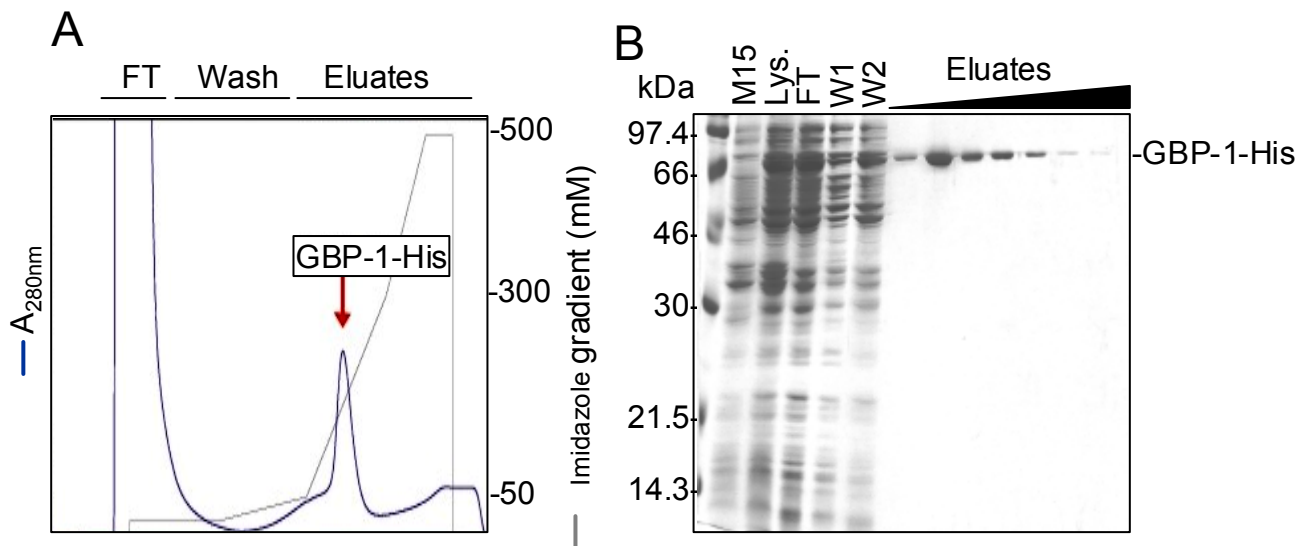 A
FT Wash Eluates
GBP-1-His
-500
-300
-50
A280nm
Imidazole gradient (mM)
B
kDa
M15
Lys.
FT
W1
W2
Eluates
97.4-
66-
46-
30-
21.5-
14.3-
-GBP-1-His